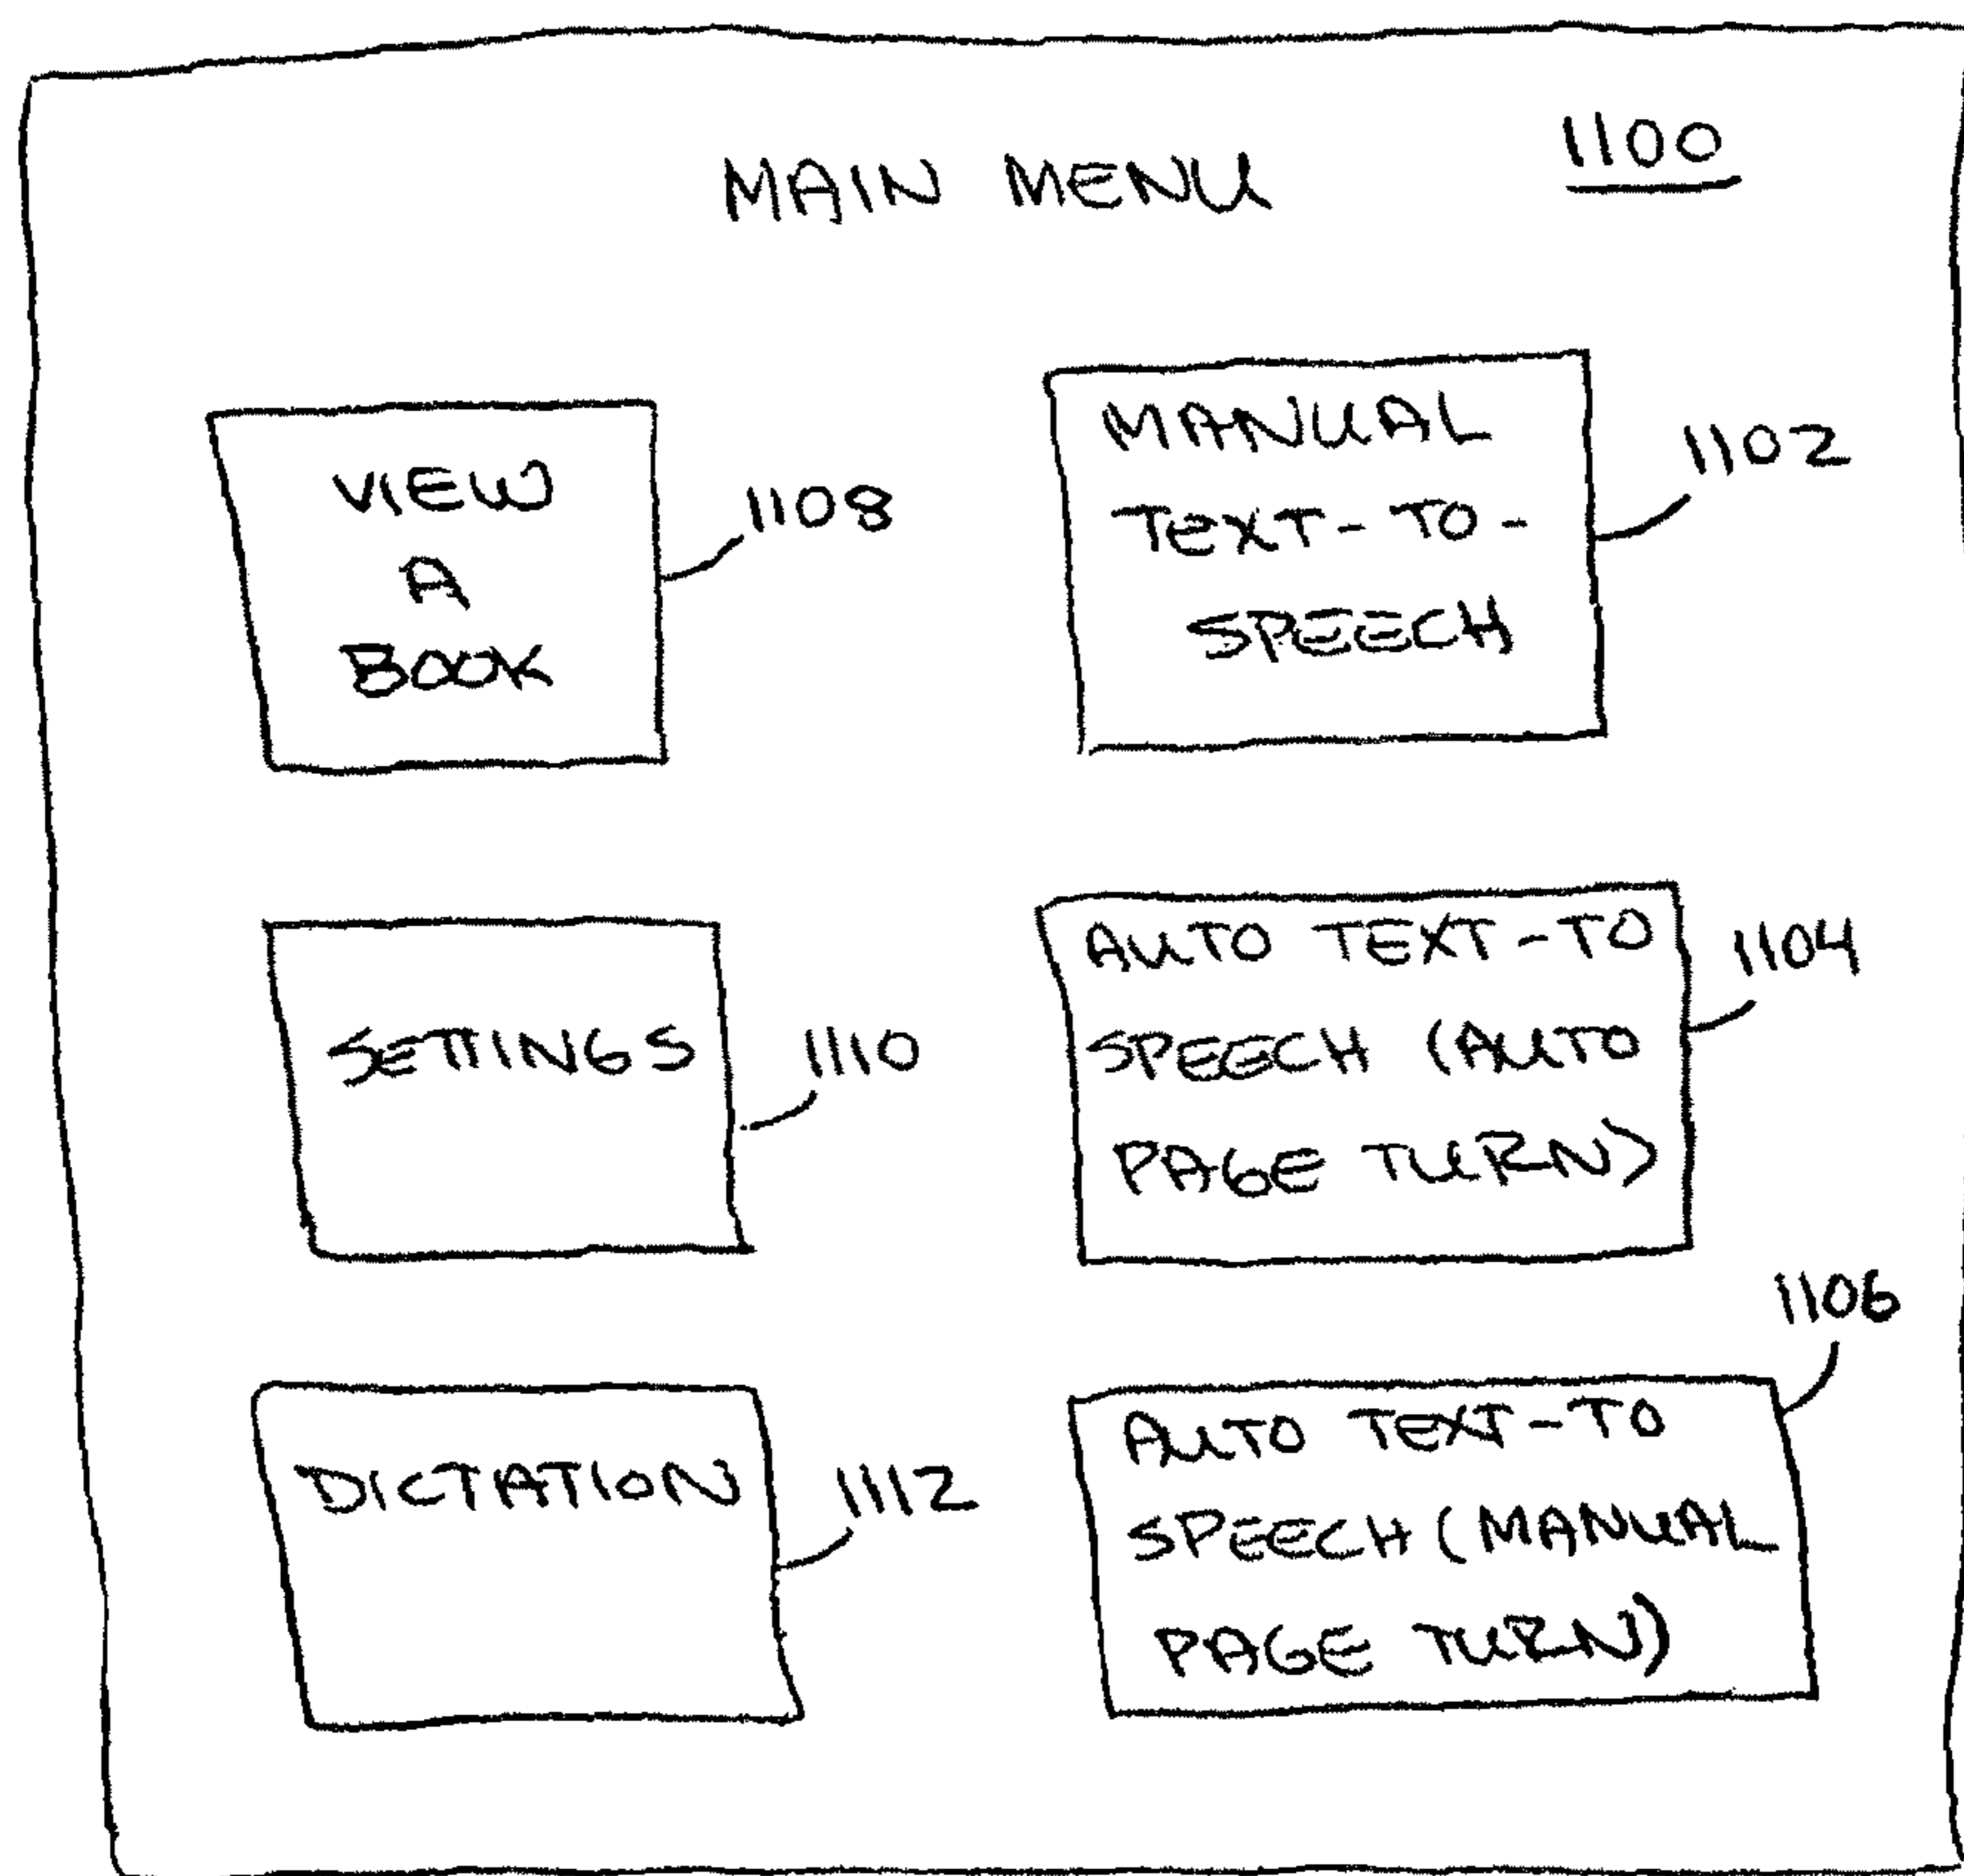 MAIN MENU
1100
VIEW
A
BOOK
1108
MANUAL
TEXT-TO-
SPEECH
1102
SETTINGS
1110
AUTO TEXT-TO
SPEECH (AUTO
PAGE TURN)
1104
DICTATION
1112
AUTO TEXT-TO
SPEECH (MANUAL
PAGE TURN)
1106